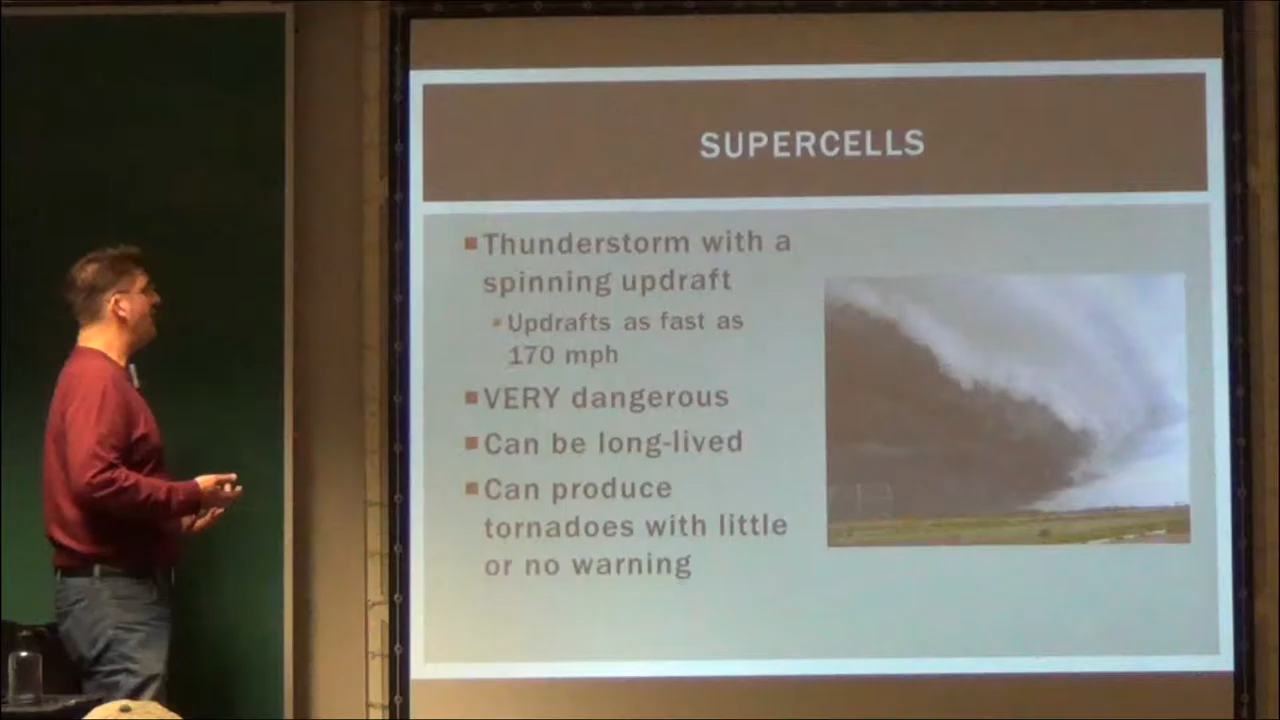 SUPERCELLS
Thunderstorm with a
spinning updraft
Updrafts as fast as
170 mph
VERY dangerous
Can be long-lived
Can produce
tornadoes with little
or no warning